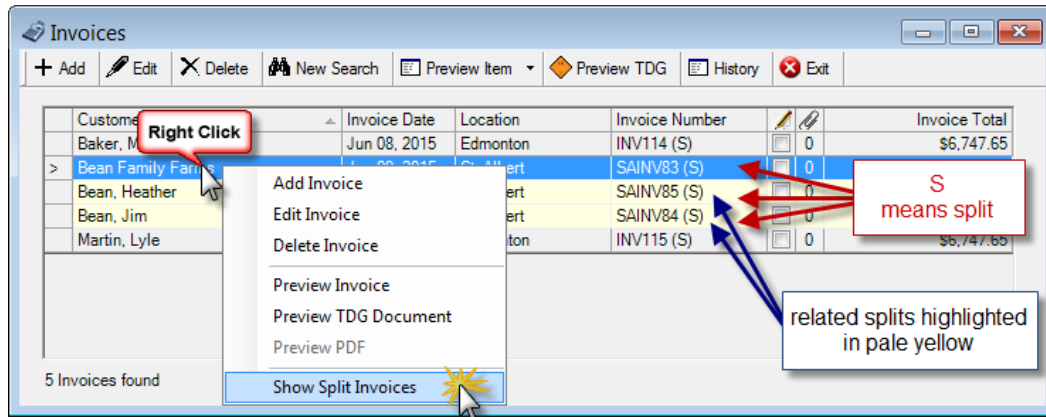 Invoices
Add Edit Delete New Search Preview Item Preview TDG History Exit
Invoice Date Location Invoice Number Invoice Total
Right Click
Jun 08, 2015 Edmonton INV114 (S) 0 $6,747.65
> Bean Family Farms SAINV83 (S) 0
Bean, Heather SAINV85 (S) 0
Bean, Jim SAINV84 (S) 0
Martin, Lyle INV115 (S) 0 $6,747.65
Add Invoice
Edit Invoice
Delete Invoice
Preview Invoice
Preview TDG Document
Preview PDF
Show Split Invoices
S
means split
related splits highlighted
in pale yellow
5 Invoices found